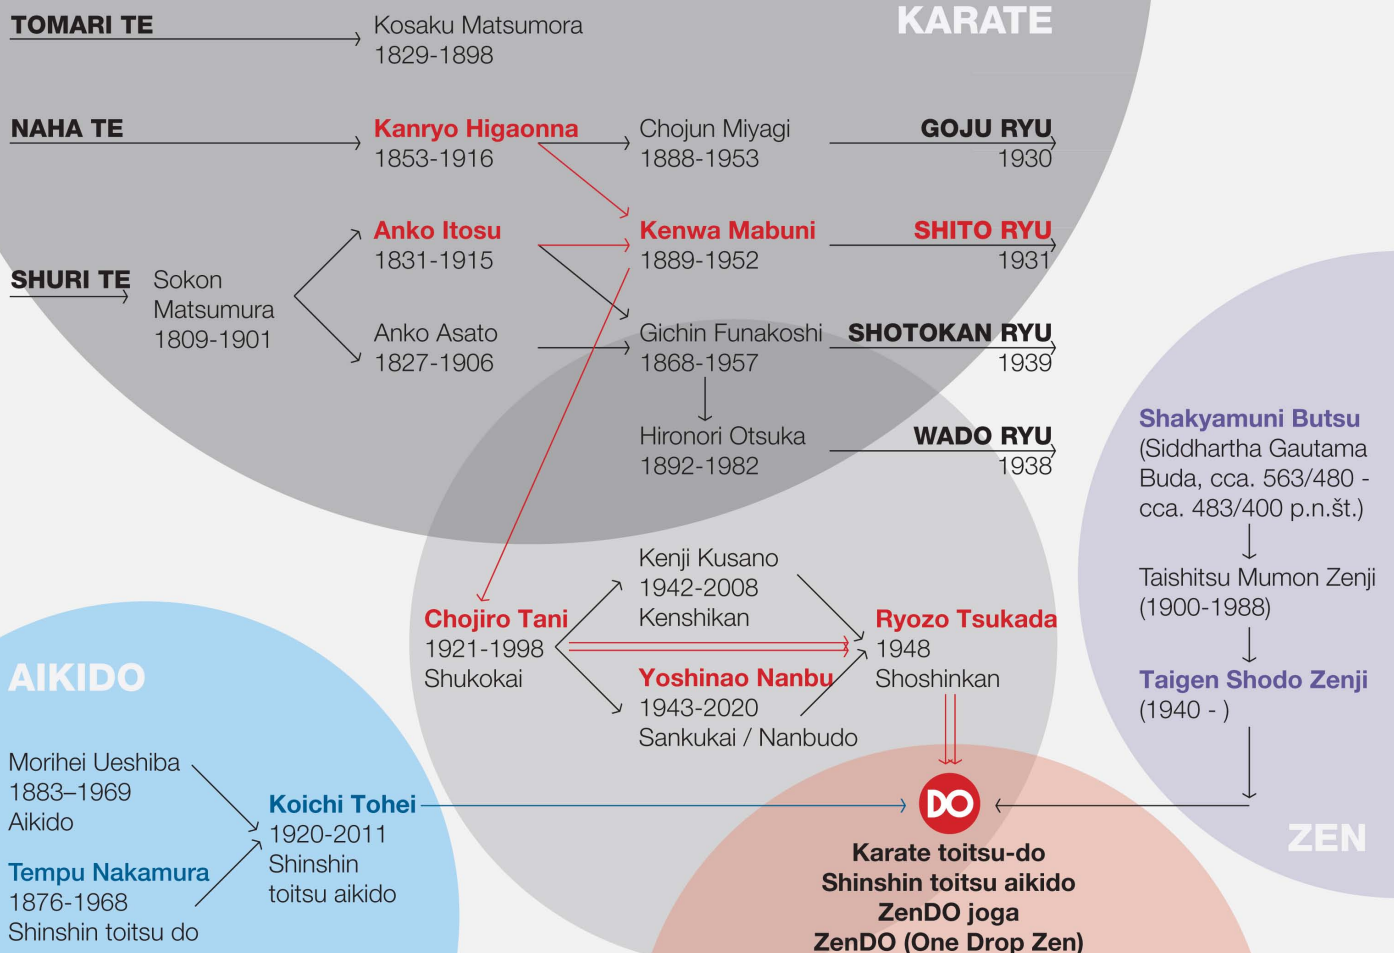 KARATE
TOMARI TE
Kosaku Matsumora
1829-1898
NAHA TE
Kanryo Higaonna
1853-1916
Chojun Miyagi
1888-1953
GOJU RYU
1930
Anko Itosu
1831-1915
Kenwa Mabuni
1889-1952
SHITO RYU
1931
SHURI TE
Sokon
Matsumura
1809-1901
Anko Asato
1827-1906
Gichin Funakoshi
1868-1957
SHOTOKAN RYU
1939
Hironori Otsuka
1892-1982
WADO RYU
1938
Shakyamuni Butsu
(Siddhartha Gautama
Buda, cca. 563/480 -
cca. 483/400 p.n.št.)
Taishitsu Mumon Zenji
(1900-1988)
Taigen Shodo Zenji
(1940 - )
ZEN
Kenji Kusano
1942-2008
Kenshikan
Chojiro Tani
1921-1998
Shukokai
Yoshinao Nanbu
1943-2020
Sankukai / Nanbudo
Ryozo Tsukada
1948
Shoshinkan
AIKIDO
Morihei Ueshiba
1883–1969
Aikido
Tempu Nakamura
1876-1968
Shinshin toitsu do
Koichi Tohei
1920-2011
Shinshin
toitsu aikido
DO
Karate toitsu-do
Shinshin toitsu aikido
ZenDO joga
ZenDO (One Drop Zen)